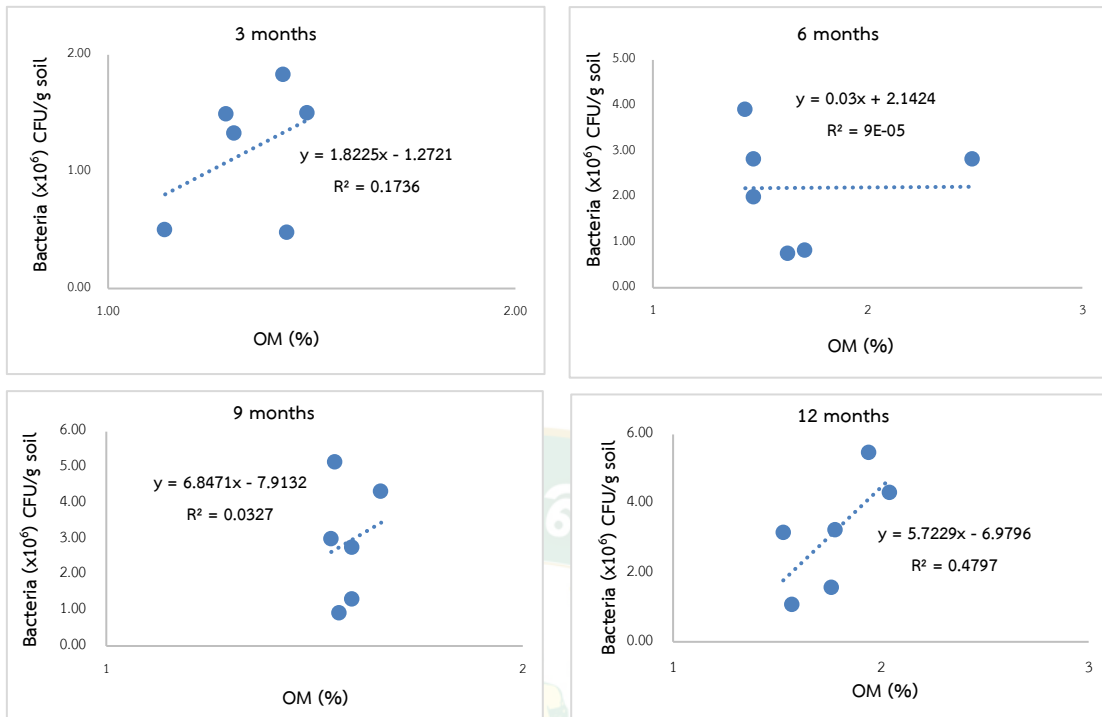 3 months
2.00
1.00
0.00
1.00
2.00
Bacteria (x10⁶) CFU/g soil
y = 1.8225x - 1.2721
R² = 0.1736
OM (%)
6 months
5.00
4.00
3.00
2.00
1.00
0.00
1
2
3
Bacteria (x10⁶) CFU/g soil
y = 0.03x + 2.1424
R² = 9E-05
OM (%)
9 months
6.00
5.00
4.00
3.00
2.00
1.00
0.00
1
2
Bacteria (x10⁶) CFU/g soil
y = 6.8471x - 7.9132
R² = 0.0327
OM (%)
12 months
6.00
4.00
2.00
0.00
1
2
3
Bacteria (x10⁶) CFU/g soil
y = 5.7229x - 6.9796
R² = 0.4797
OM (%)